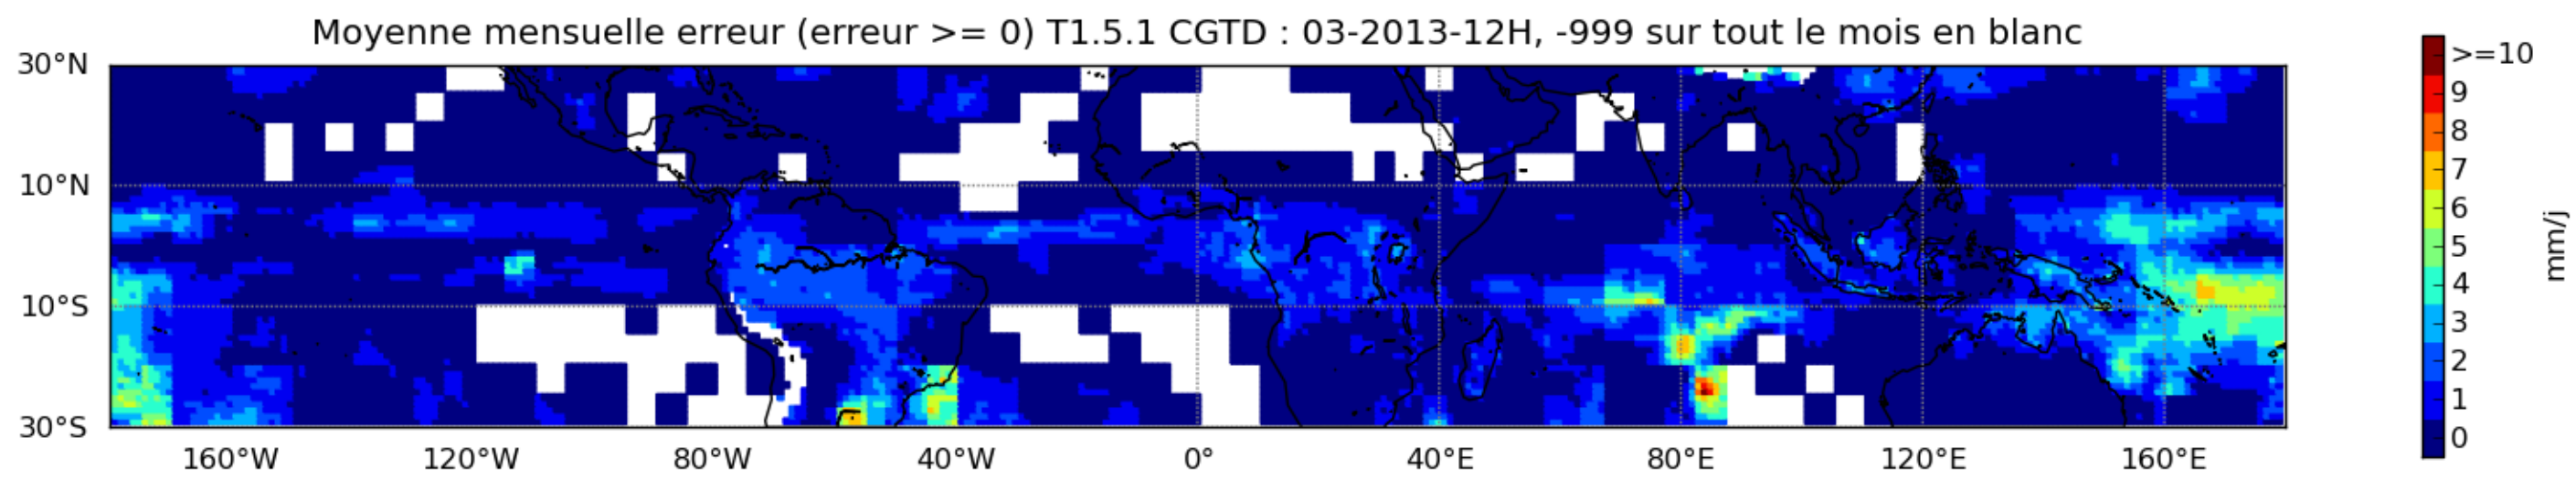 Moyenne mensuelle erreur (erreur >= 0) T1.5.1 CGTD : 03-2013-12H, -999 sur tout le mois en blanc
30°N
10°N
10°S
30°S
160°W 120°W 80°W 40°W 0° 40°E 80°E 120°E 160°E
>=10
9
8
7
6
5
4
3
2
1
0
mm/j